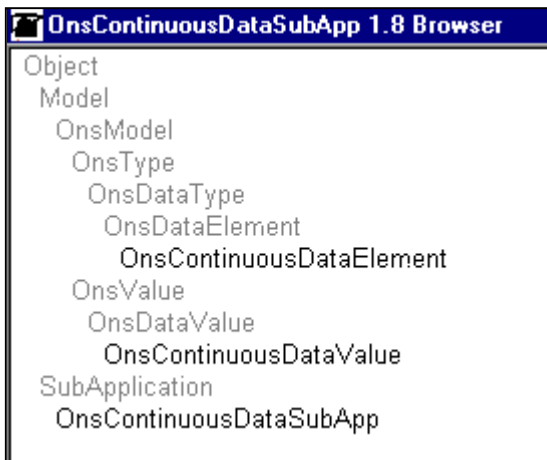 OnsContinuousDataSubApp 1.8 Browser
Object
Model
OnsModel
OnsType
OnsDataType
OnsDataElement
OnsContinuousDataElement
OnsValue
OnsDataValue
OnsContinuousDataValue
SubApplication
OnsContinuousDataSubApp